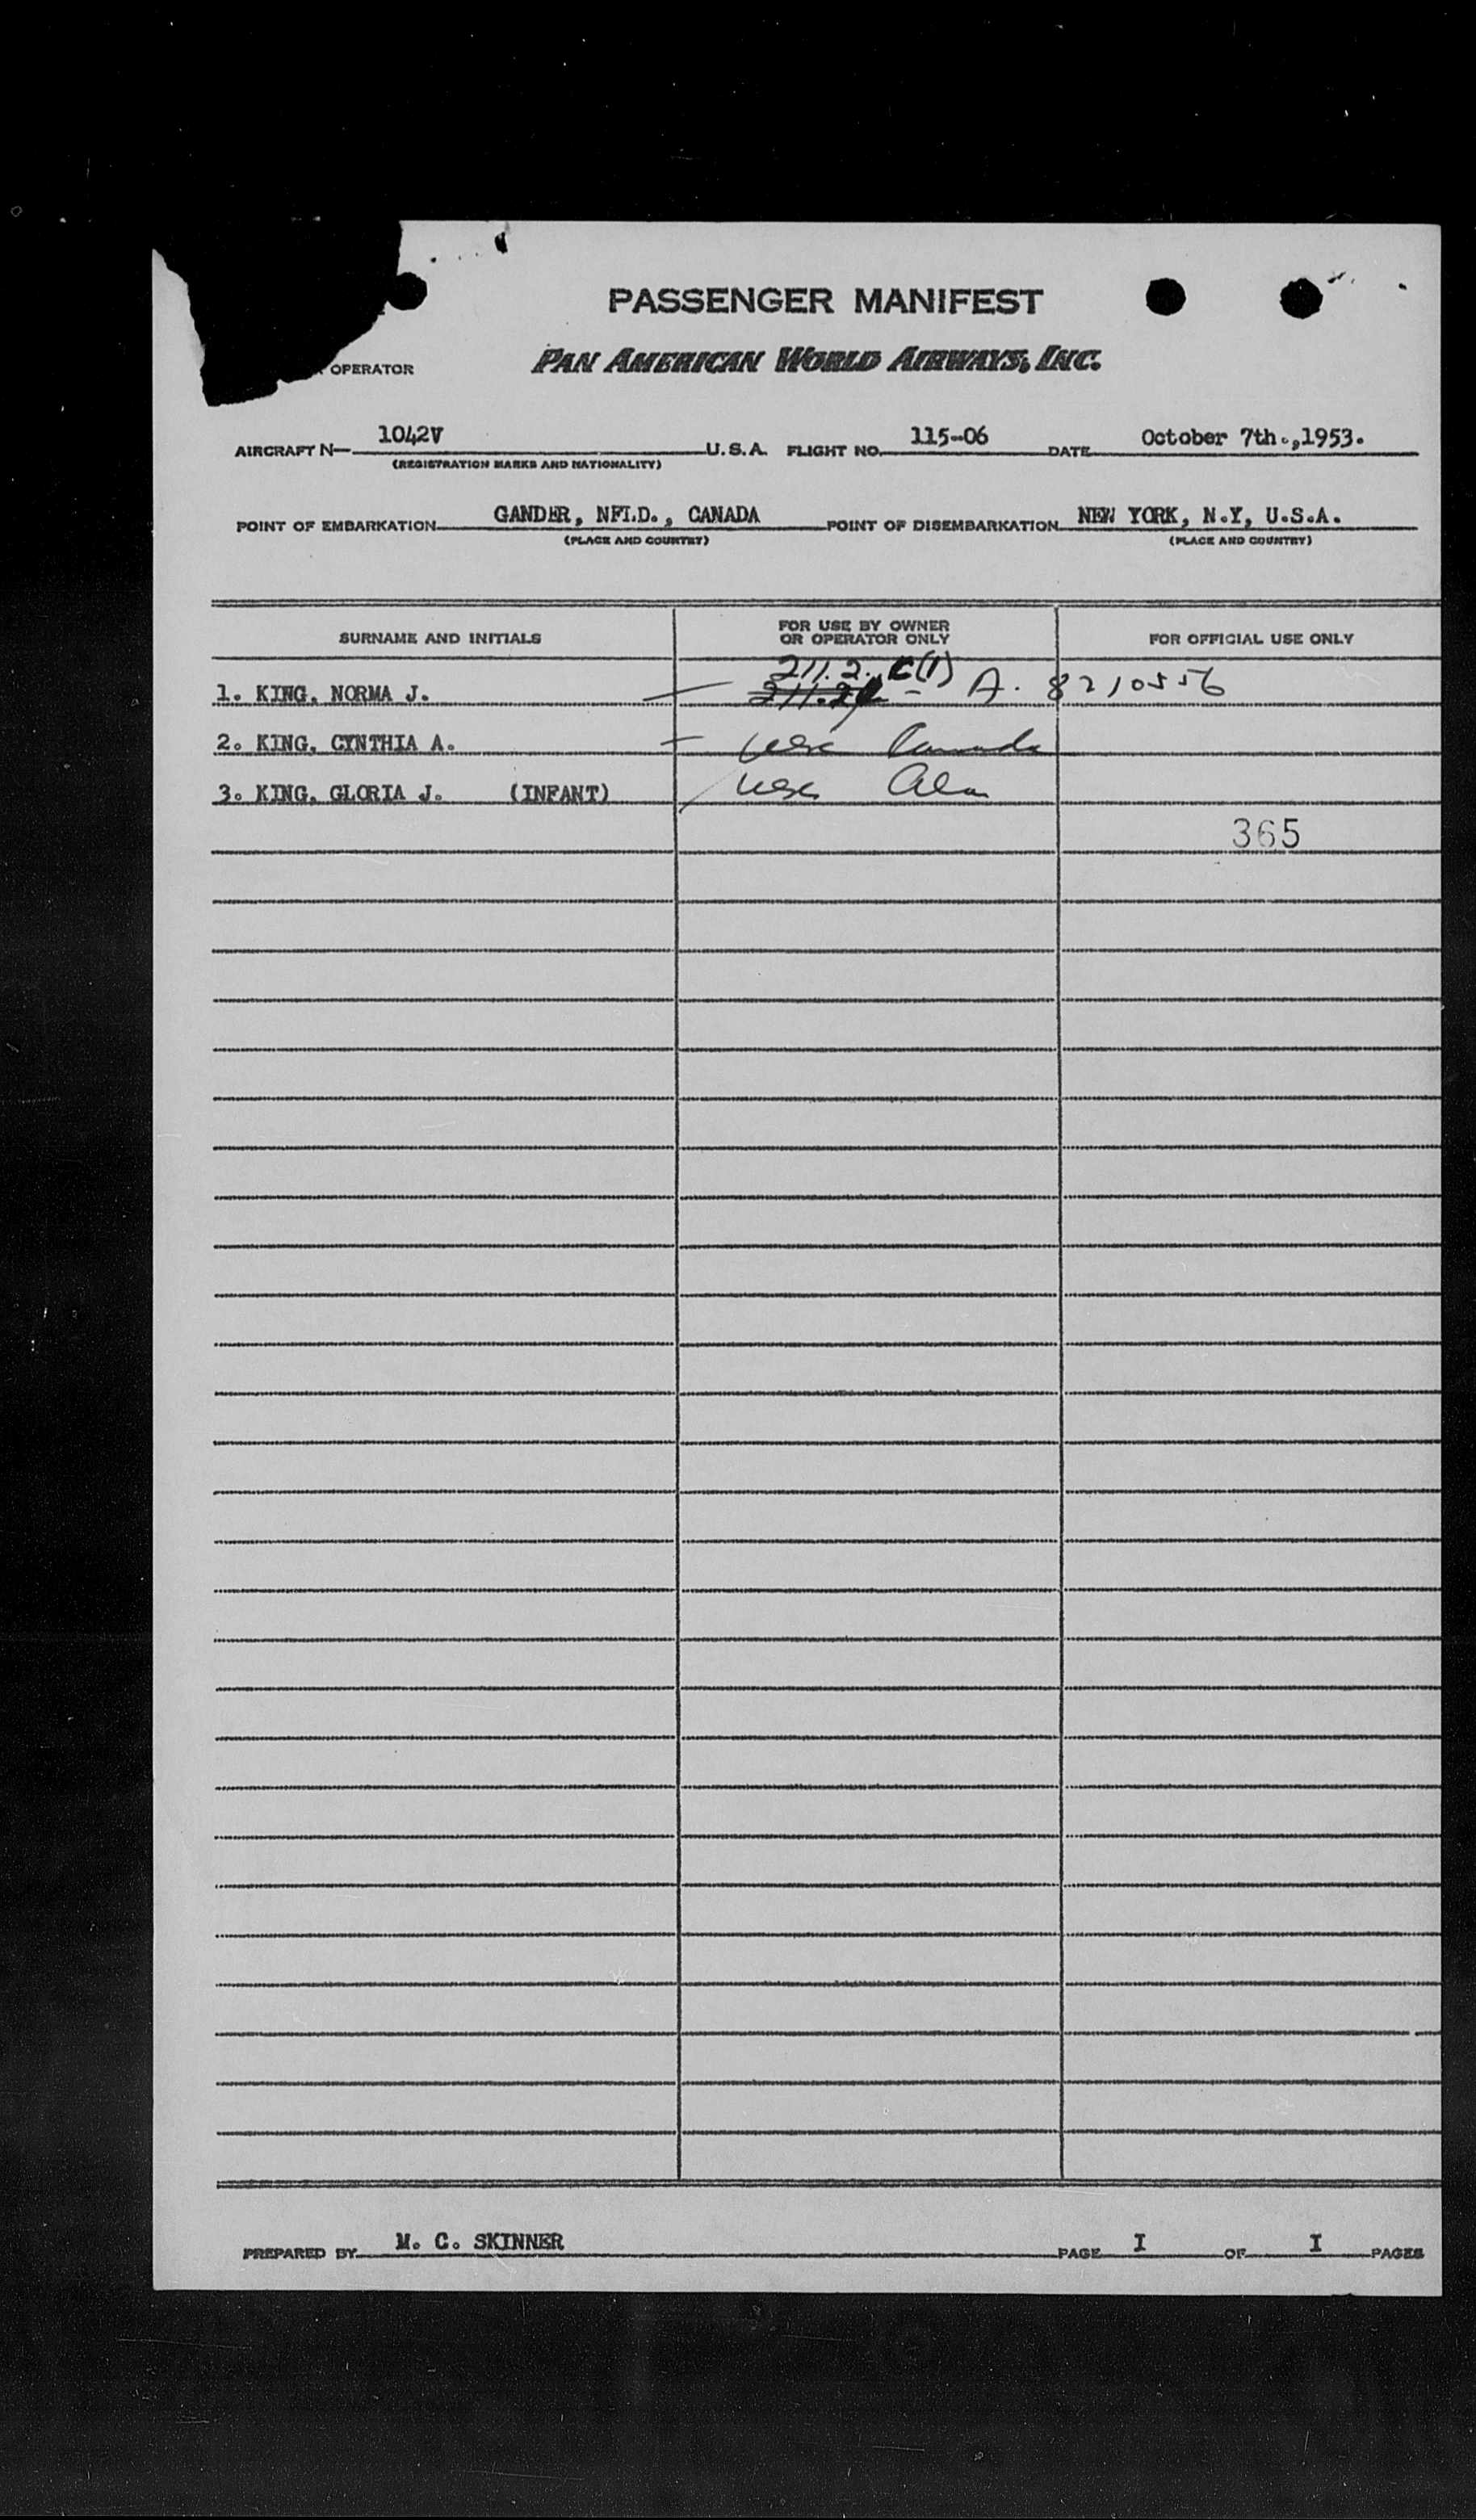 PASSENGER MANIFEST
OPERATOR PAN AMERICAN WORLD AIRWAYS, INC.
AIRCRAFT N- 1042V U.S.A. FLIGHT NO. 115-06 DATE October 7th.,1953.
(REGISTRATION MARKS AND NATIONALITY)
POINT OF EMBARKATION GANDER, NFLD., CANADA POINT OF DISEMBARKATION NEW YORK, N.Y, U.S.A.
(PLACE AND COUNTRY) (PLACE AND COUNTRY)
SURNAME AND INITIALS FOR USE BY OWNER OR OPERATOR ONLY FOR OFFICIAL USE ONLY
211.2. C(1)
1. KING, NORMA J. — 211.2 – A. 8210556
2. KING, CYNTHIA A. — Canada
3. KING, GLORIA J. (INFANT)
365
PREPARED BY M. C. SKINNER PAGE I OF I PAGES